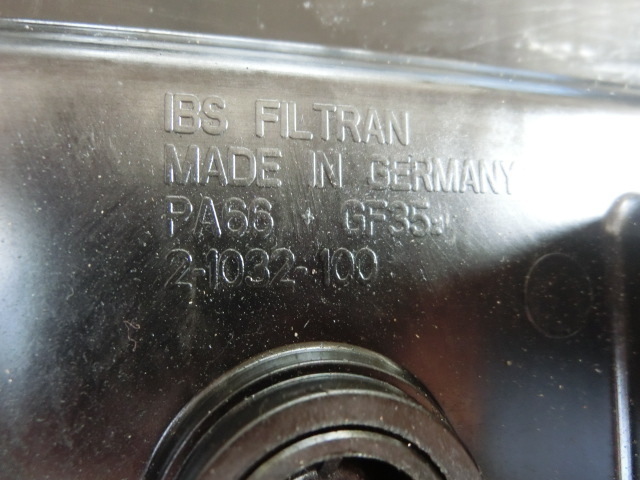 IBS FILTRAN
MADE IN GERMANY
PA66 + GF35
2-1032-100